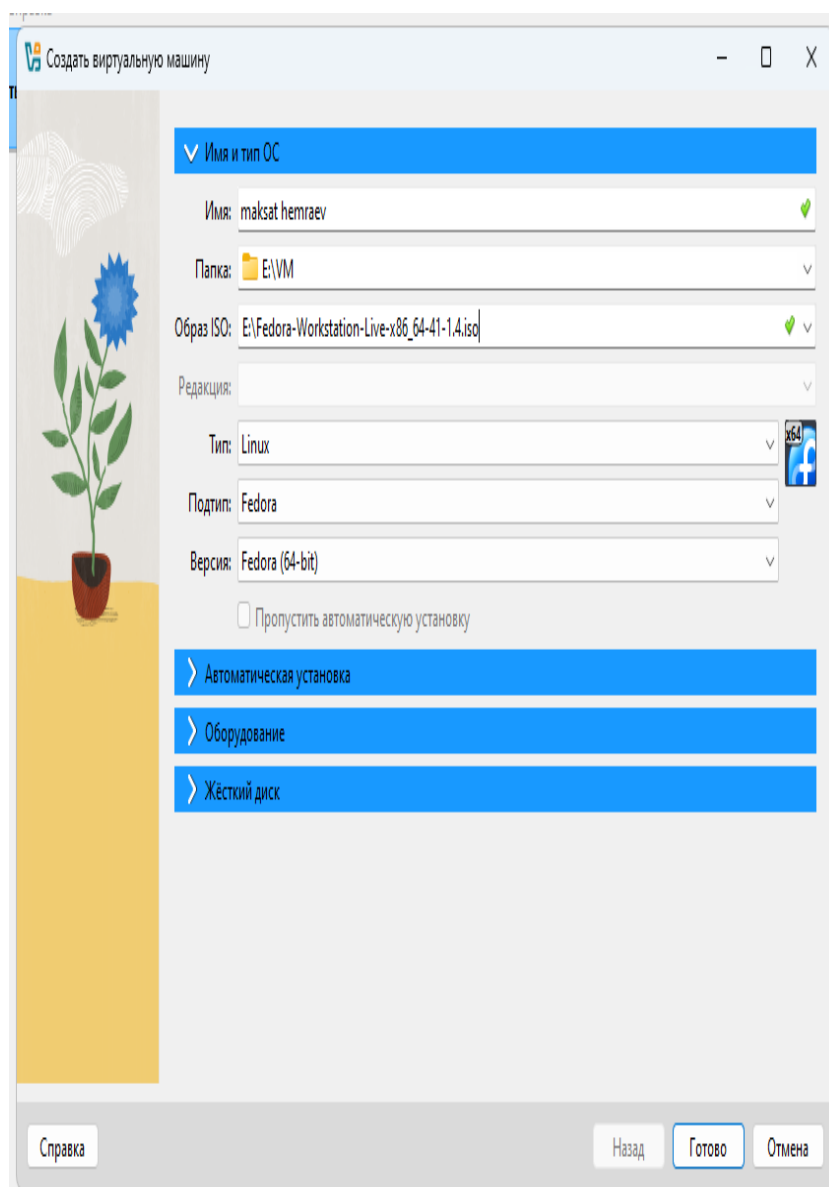 Создать виртуальную машину
Имя и тип ОС
Имя: maksat hemraev
Папка: E:\VM
Образ ISO: E:\Fedora-Workstation-Live-x86_64-41-1.4.iso
Редакция:
Тип: Linux
x64
Подтип: Fedora
Версия: Fedora (64-bit)
Пропустить автоматическую установку
Автоматическая установка
Оборудование
Жёсткий диск
Справка Назад Готово Отмена